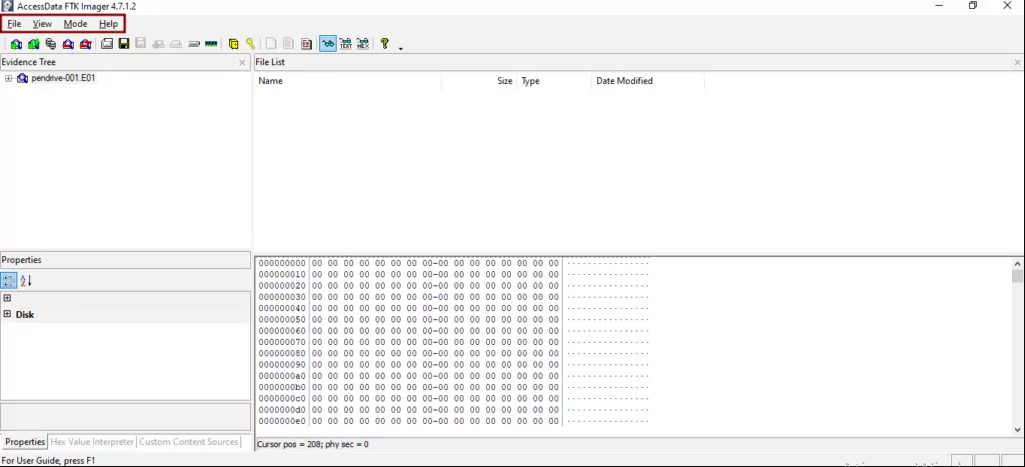 AccessData FTK Imager 4.7.1.2
File View Mode Help
Evidence Tree
File List
pendrive-001.E01
Name Size Type Date Modified
Properties
Disk
000000000 00 00 00 00 00 00 00 00-00 00 00 00 00 00 00 00 ················
000000010 00 00 00 00 00 00 00 00-00 00 00 00 00 00 00 00 ················
000000020 00 00 00 00 00 00 00 00-00 00 00 00 00 00 00 00 ················
000000030 00 00 00 00 00 00 00 00-00 00 00 00 00 00 00 00 ················
000000040 00 00 00 00 00 00 00 00-00 00 00 00 00 00 00 00 ················
000000050 00 00 00 00 00 00 00 00-00 00 00 00 00 00 00 00 ················
000000060 00 00 00 00 00 00 00 00-00 00 00 00 00 00 00 00 ················
000000070 00 00 00 00 00 00 00 00-00 00 00 00 00 00 00 00 ················
000000080 00 00 00 00 00 00 00 00-00 00 00 00 00 00 00 00 ················
000000090 00 00 00 00 00 00 00 00-00 00 00 00 00 00 00 00 ················
0000000a0 00 00 00 00 00 00 00 00-00 00 00 00 00 00 00 00 ················
0000000b0 00 00 00 00 00 00 00 00-00 00 00 00 00 00 00 00 ················
0000000c0 00 00 00 00 00 00 00 00-00 00 00 00 00 00 00 00 ················
0000000d0 00 00 00 00 00 00 00 00-00 00 00 00 00 00 00 00 ················
0000000e0 00 00 00 00 00 00 00 00-00 00 00 00 00 00 00 00 ················
Properties Hex Value Interpreter Custom Content Sources
Cursor pos = 208; phy sec = 0
For User Guide, press F1